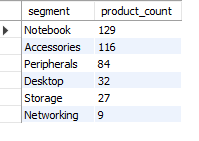 segment product_count
Notebook 129
Accessories 116
Peripherals 84
Desktop 32
Storage 27
Networking 9